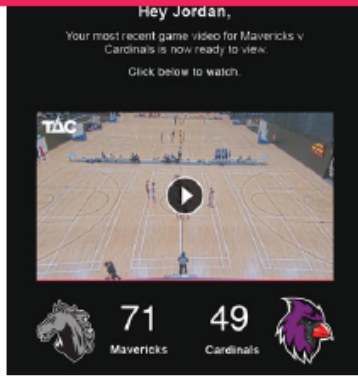 Hey Jordan,
Your most recent game video for Mavericks v
Cardinals is now ready to view.
Click below to watch.
TAC
71
49
Mavericks
Cardinals